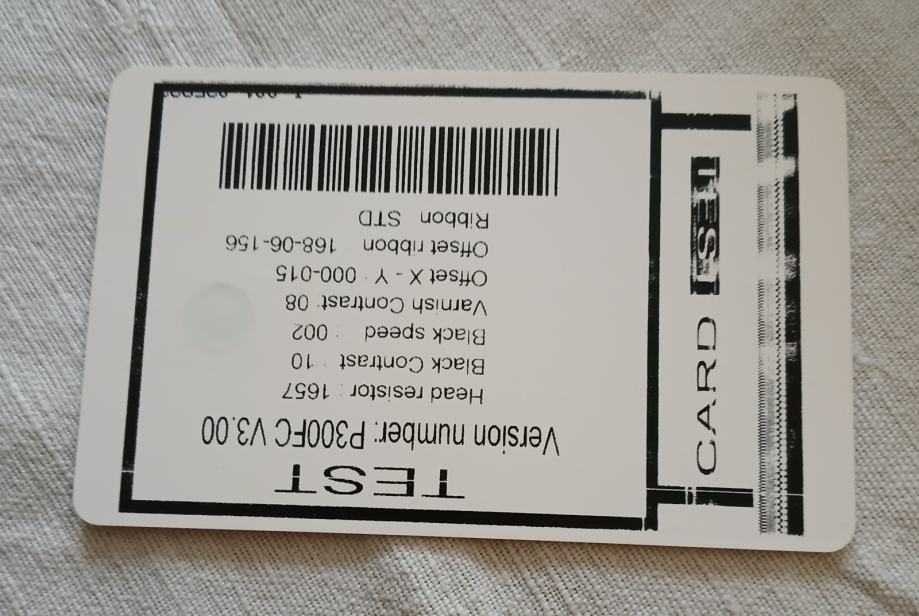 TEST
Version number: P300FC V3.00
Head resistor : 1657
Black Contrast : 10
Black speed : 002
Varnish Contrast: 08
Offset X - Y : 000-015
Offset ribbon : 168-06-156
Ribbon STD
CARD TEST